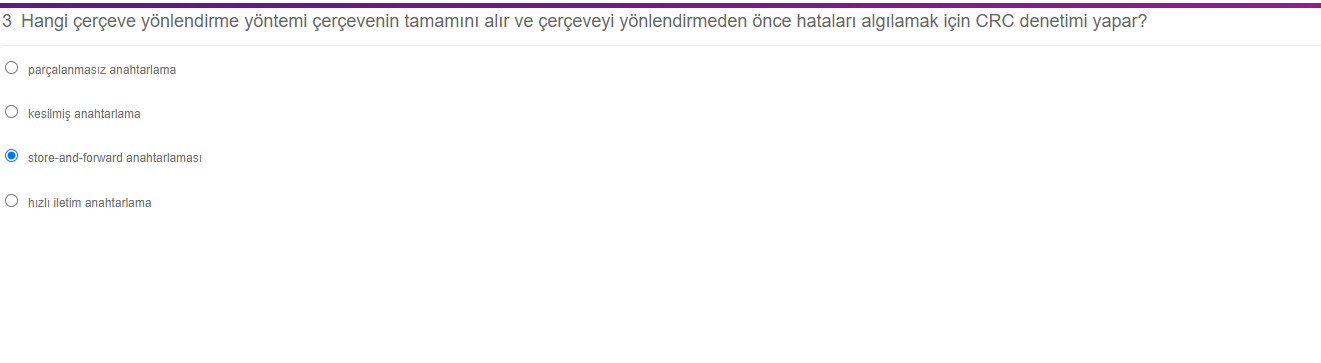 3 Hangi çerçeve yönlendirme yöntemi çerçevenin tamamını alır ve çerçeveyi yönlendirmeden önce hataları algılamak için CRC denetimi yapar?
parçalanmasız anahtarlama
kesilmiş anahtarlama
store-and-forward anahtarlaması
hızlı iletim anahtarlama